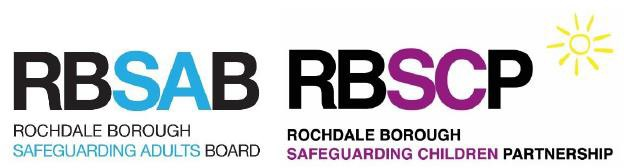 RBSAB
ROCHDALE BOROUGH
SAFEGUARDING ADULTS BOARD
RBSCP
ROCHDALE BOROUGH
SAFEGUARDING CHILDREN PARTNERSHIP